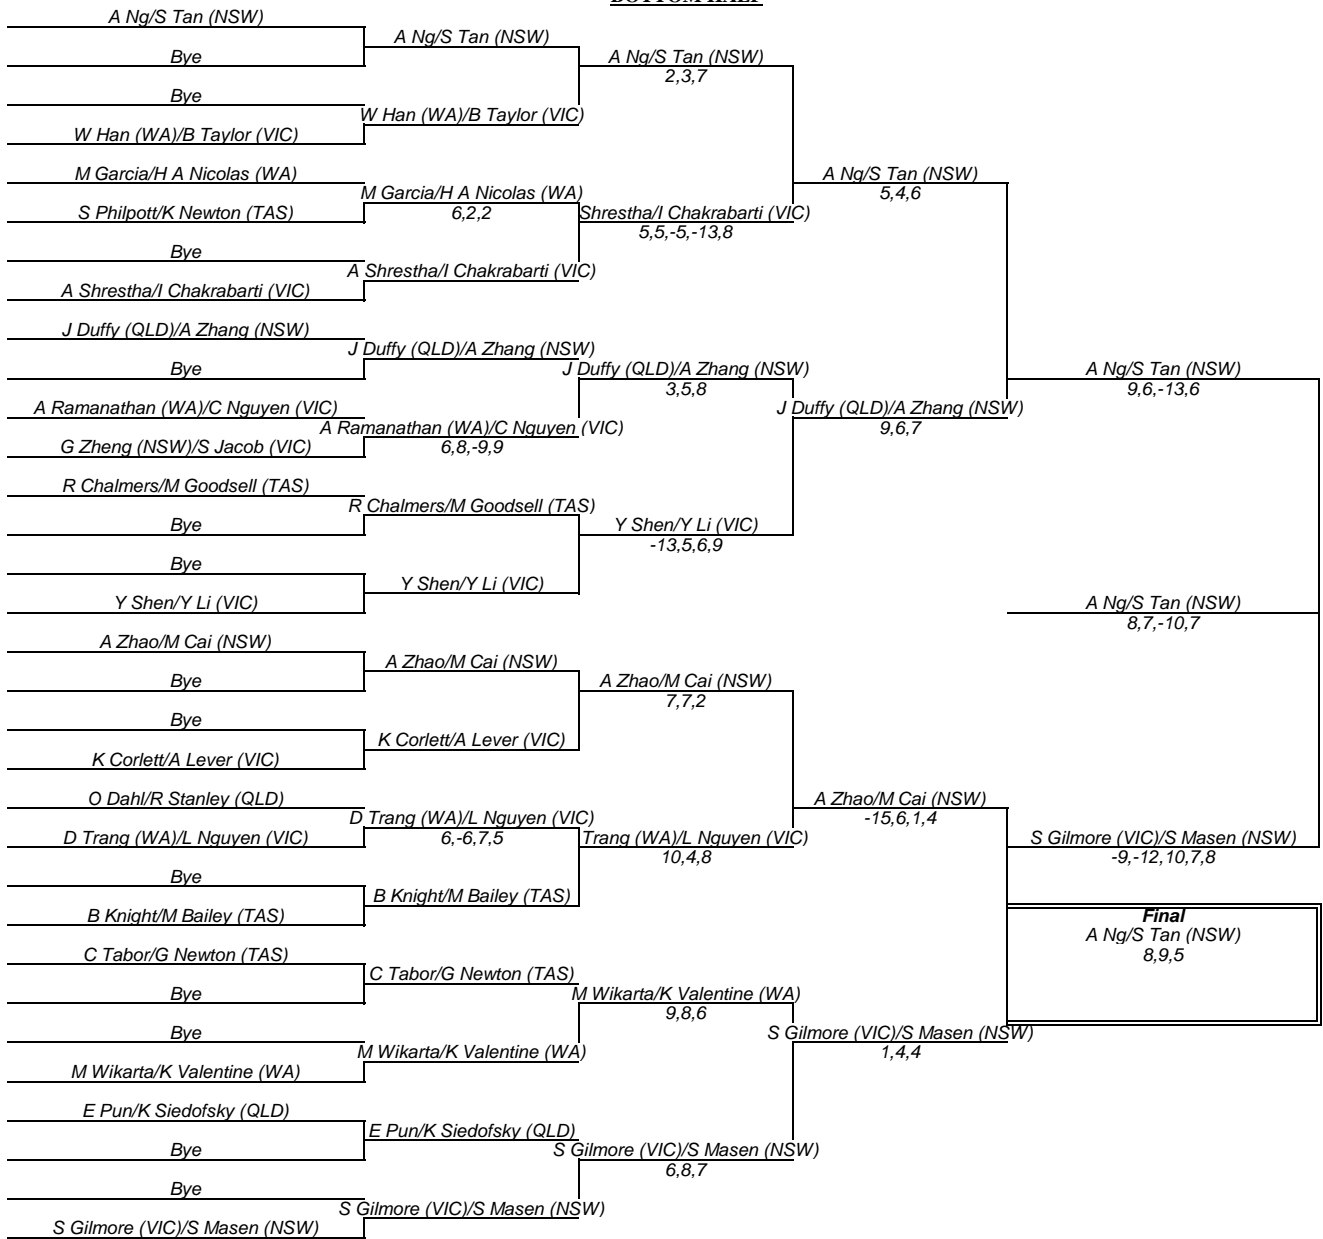 BOTTOM HALF
A Ng/S Tan (NSW)
Bye
Bye
W Han (WA)/B Taylor (VIC)
M Garcia/H A Nicolas (WA)
S Philpott/K Newton (TAS)
Bye
A Shrestha/I Chakrabarti (VIC)
J Duffy (QLD)/A Zhang (NSW)
Bye
A Ramanathan (WA)/C Nguyen (VIC)
G Zheng (NSW)/S Jacob (VIC)
R Chalmers/M Goodsell (TAS)
Bye
Bye
Y Shen/Y Li (VIC)
A Zhao/M Cai (NSW)
Bye
Bye
K Corlett/A Lever (VIC)
O Dahl/R Stanley (QLD)
D Trang (WA)/L Nguyen (VIC)
Bye
B Knight/M Bailey (TAS)
C Tabor/G Newton (TAS)
Bye
Bye
M Wikarta/K Valentine (WA)
E Pun/K Siedofsky (QLD)
Bye
Bye
S Gilmore (VIC)/S Masen (NSW)
A Ng/S Tan (NSW)
W Han (WA)/B Taylor (VIC)
M Garcia/H A Nicolas (WA)
6,2,2
A Shrestha/I Chakrabarti (VIC)
J Duffy (QLD)/A Zhang (NSW)
A Ramanathan (WA)/C Nguyen (VIC)
6,8,-9,9
R Chalmers/M Goodsell (TAS)
Y Shen/Y Li (VIC)
A Zhao/M Cai (NSW)
K Corlett/A Lever (VIC)
D Trang (WA)/L Nguyen (VIC)
6,-6,7,5
B Knight/M Bailey (TAS)
C Tabor/G Newton (TAS)
M Wikarta/K Valentine (WA)
E Pun/K Siedofsky (QLD)
S Gilmore (VIC)/S Masen (NSW)
A Ng/S Tan (NSW)
2,3,7
Shrestha/I Chakrabarti (VIC)
5,5,-5,-13,8
J Duffy (QLD)/A Zhang (NSW)
3,5,8
Y Shen/Y Li (VIC)
-13,5,6,9
A Zhao/M Cai (NSW)
7,7,2
Trang (WA)/L Nguyen (VIC)
10,4,8
M Wikarta/K Valentine (WA)
9,8,6
S Gilmore (VIC)/S Masen (NSW)
6,8,7
A Ng/S Tan (NSW)
5,4,6
J Duffy (QLD)/A Zhang (NSW)
9,6,7
A Zhao/M Cai (NSW)
-15,6,1,4
S Gilmore (VIC)/S Masen (NSW)
1,4,4
A Ng/S Tan (NSW)
9,6,-13,6
A Ng/S Tan (NSW)
8,7,-10,7
S Gilmore (VIC)/S Masen (NSW)
-9,-12,10,7,8
Final
A Ng/S Tan (NSW)
8,9,5